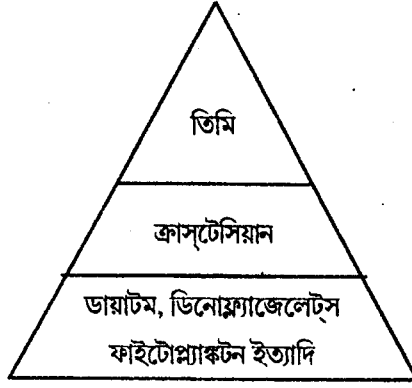 তিমি
ক্রাস্টেসিয়ান
ডায়াটম, ডিনোফ্ল্যাজেলেট্স
ফাইটোপ্ল্যাঙ্কটন ইত্যাদি